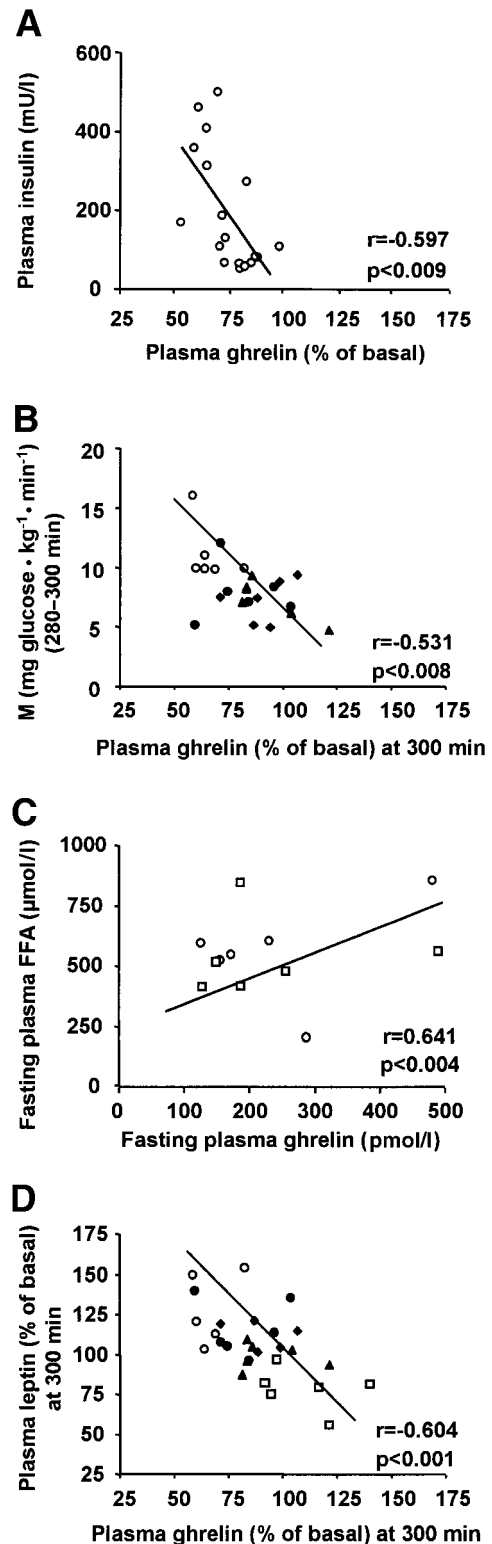 A
Plasma insulin (mU/l)
600
400
200
0
r=-0.597
p<0.009
25 50 75 100 125 150 175
Plasma ghrelin (% of basal)
B
M (mg glucose • kg⁻¹ • min⁻¹)
(280–300 min)
20
15
10
5
0
r=-0.531
p<0.008
25 50 75 100 125 150 175
Plasma ghrelin (% of basal) at 300 min
C
Fasting plasma FFA (μmol/l)
1000
750
500
250
0
r=0.641
p<0.004
0 100 200 300 400 500
Fasting plasma ghrelin (pmol/l)
D
Plasma leptin (% of basal)
at 300 min
175
150
125
100
75
50
25
r=-0.604
p<0.001
25 50 75 100 125 150 175
Plasma ghrelin (% of basal) at 300 min